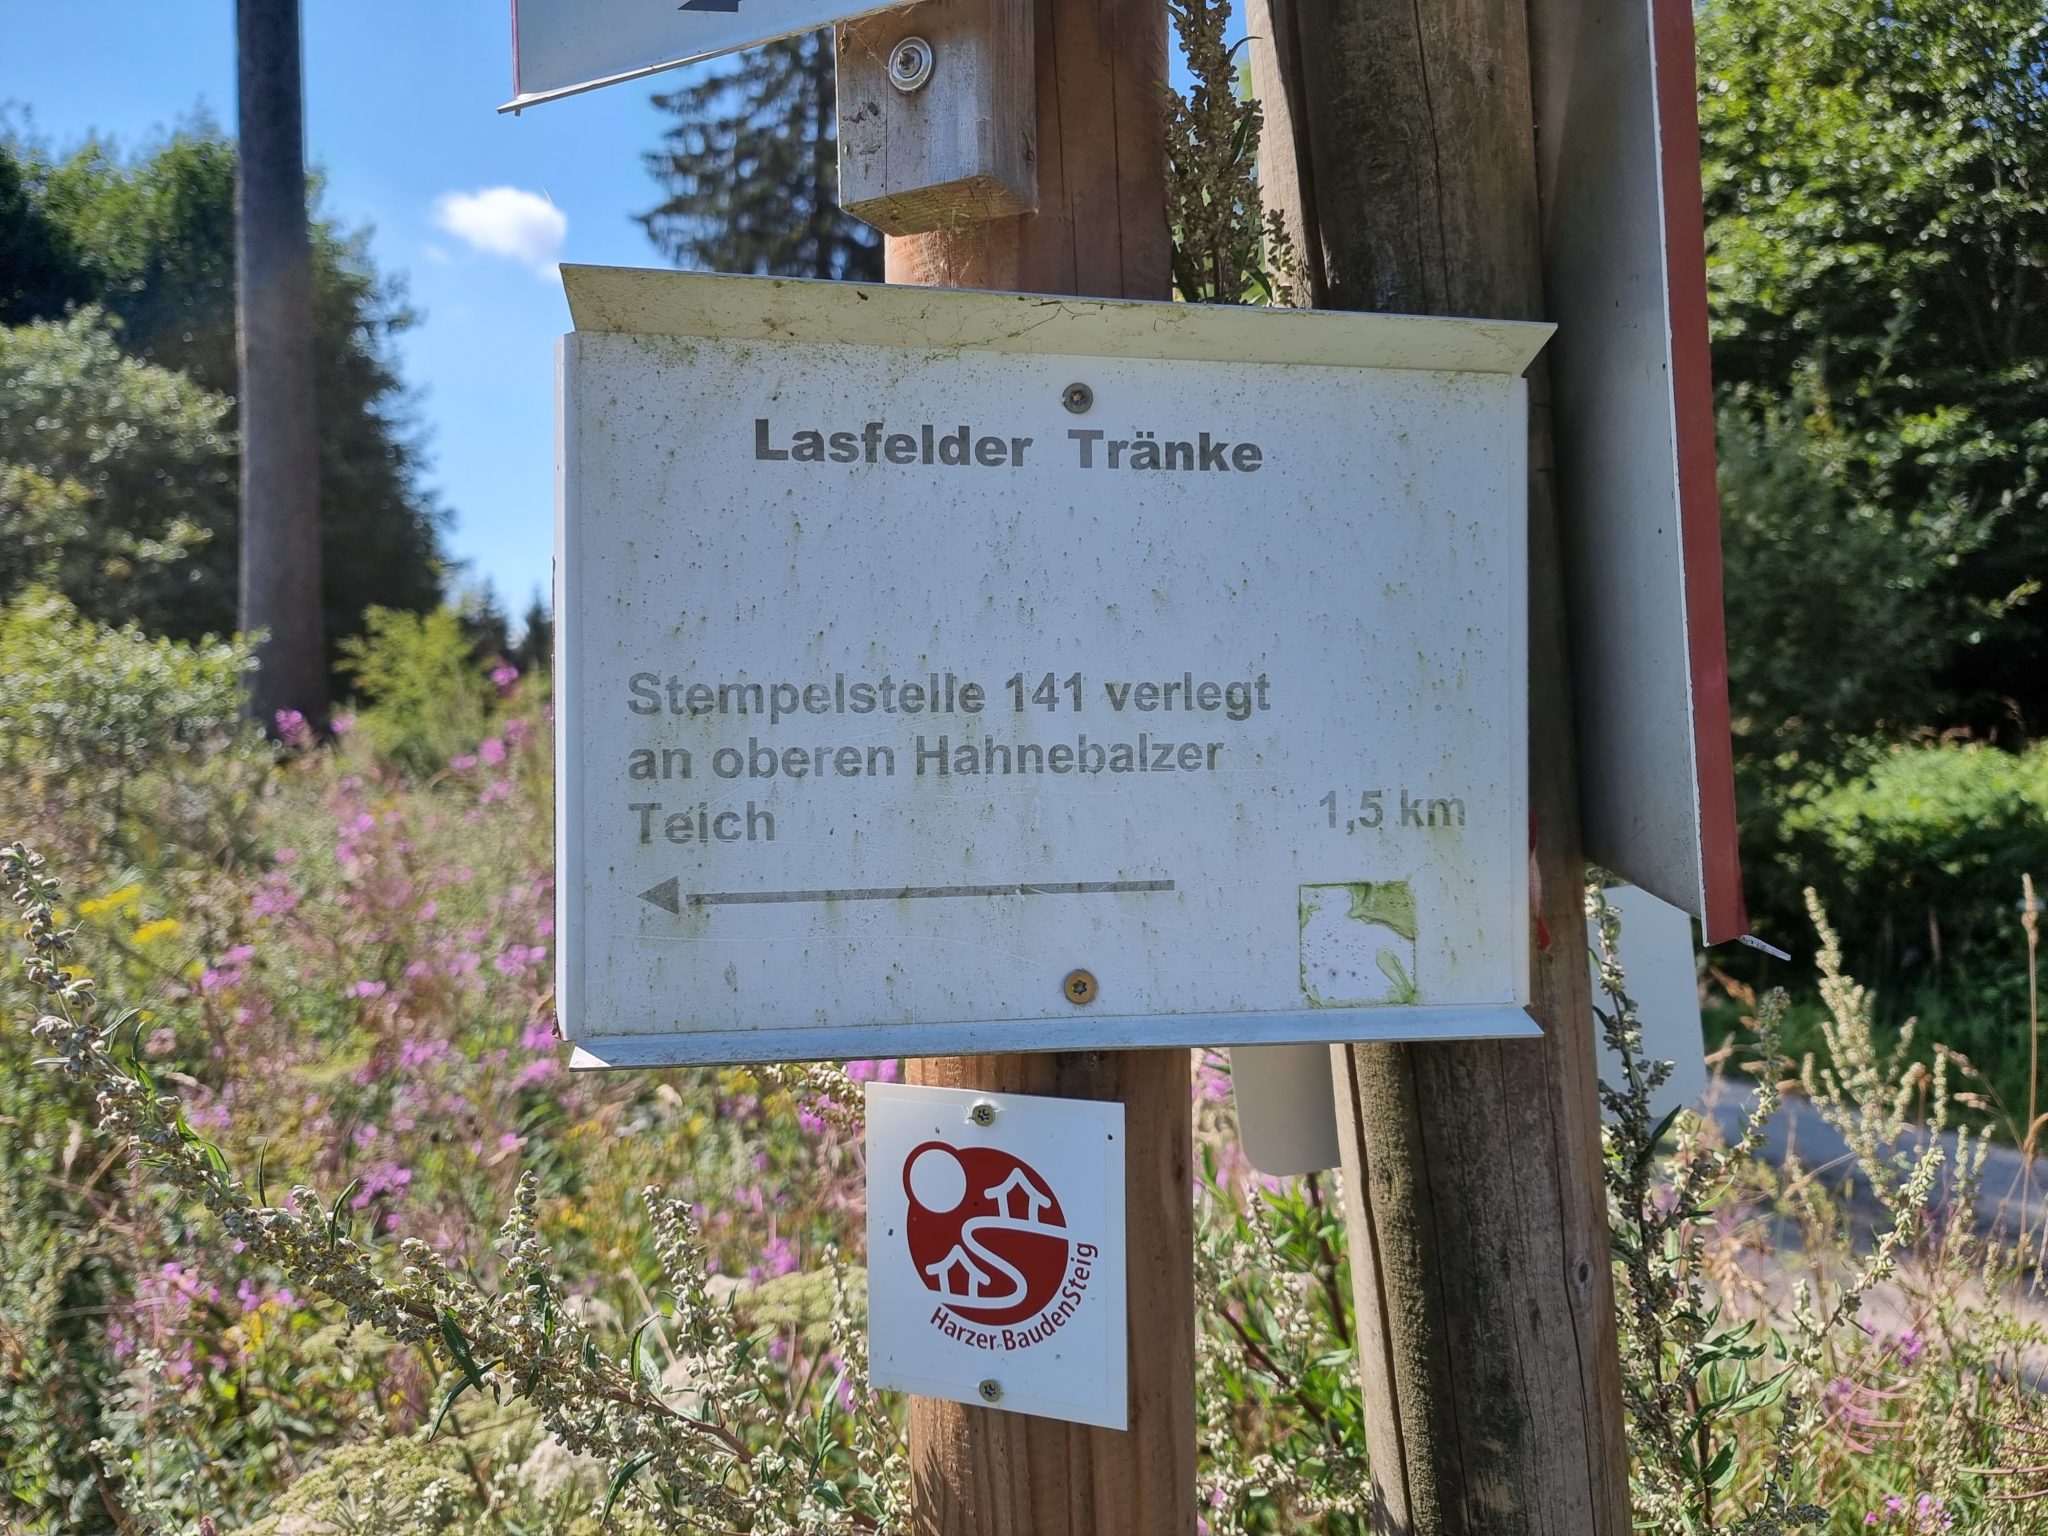 Lasfelder Tränke
Stempelstelle 141 verlegt
an oberen Hahnebalzer
Teich 1,5 km
Harzer BaudenSteig